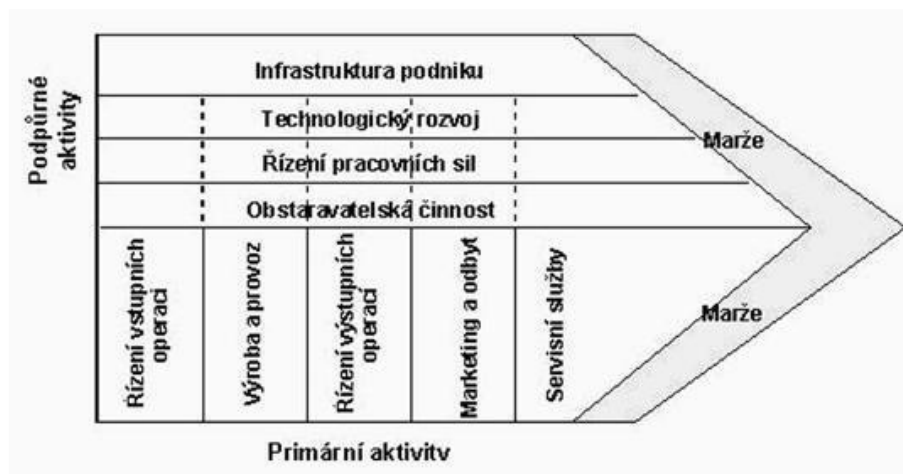 Podpůrné
aktivity
Infrastruktura podniku
Technologický rozvoj
Řízení pracovních sil
Obstaravatelská činnost
Marže
Řízení vstupních
operací
Výroba a provoz
Řízení výstupních
operací
Marketing a odbyt
Servisní služby
Marže
Primární aktivity